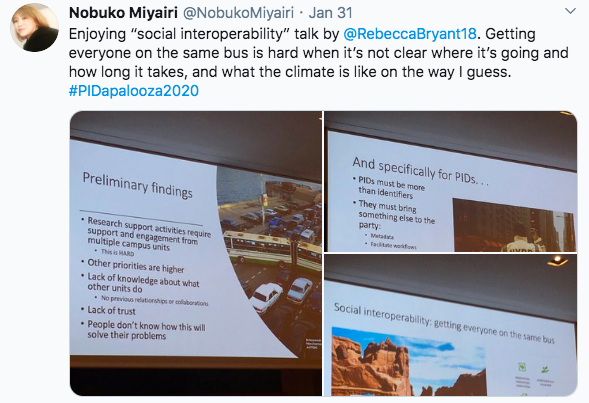 Nobuko Miyairi @NobukoMiyairi · Jan 31
Enjoying “social interoperability” talk by @RebeccaBryant18. Getting
everyone on the same bus is hard when it’s not clear where it’s going and
how long it takes, and what the climate is like on the way I guess.
#PIDapalooza2020
Preliminary findings
• Research support activities require
support and engagement from
multiple campus units
• This is HARD
• Other priorities are higher
• Lack of knowledge about what
other units do
• No previous relationships or collaborations
• Lack of trust
• People don't know how this will
solve their problems
And specifically for PIDs. . .
• PIDs must be more
than identifiers
• They must bring
something else to the
party:
• Metadata
• Facilitate workflows
Social interoperability: getting everyone on the same bus